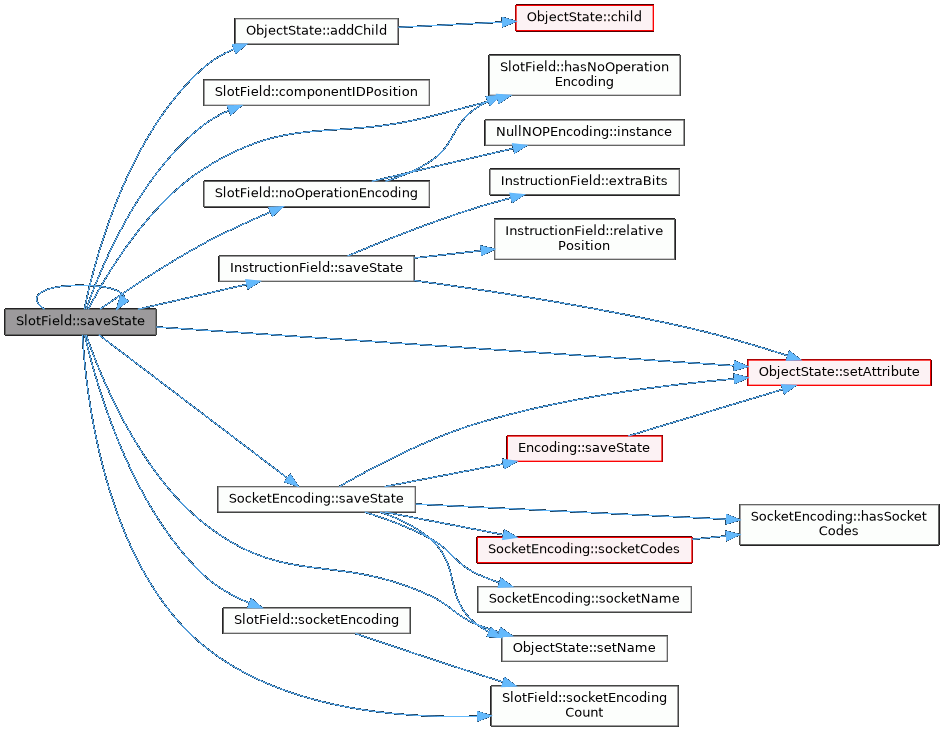 ObjectState::child
ObjectState::addChild
SlotField::hasNoOperation
Encoding
SlotField::componentIDPosition
NullNOPEncoding::instance
InstructionField::extraBits
SlotField::noOperationEncoding
InstructionField::relative
Position
InstructionField::saveState
SlotField::saveState
ObjectState::setAttribute
Encoding::saveState
SocketEncoding::saveState
SocketEncoding::hasSocket
Codes
SocketEncoding::socketCodes
SocketEncoding::socketName
SlotField::socketEncoding
ObjectState::setName
SlotField::socketEncoding
Count